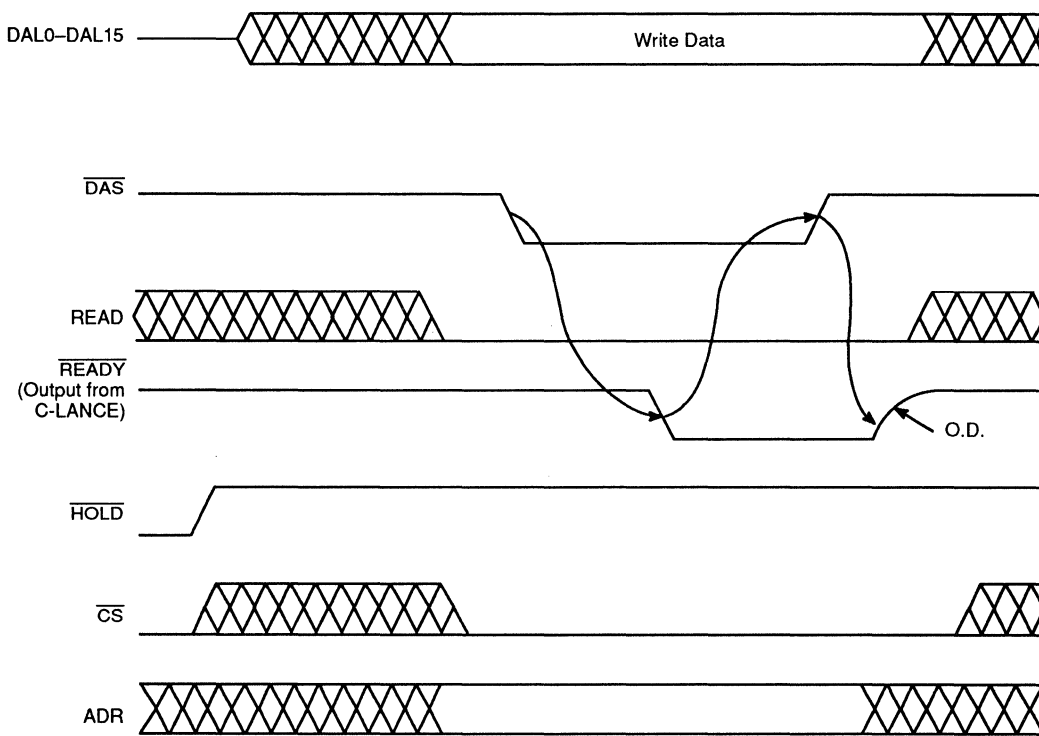 DAL0–DAL15
Write Data
DAS
READ
READY
(Output from
C-LANCE)
O.D.
HOLD
CS
ADR